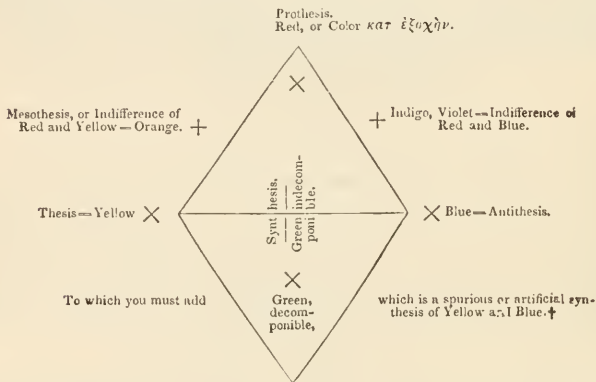 Prothesis.
Red, or Color κατ ἐξοχὴν.
Mesothesis, or Indifference of
Red and Yellow—Orange.
Indigo, Violet—Indifference of
Red and Blue.
Synthesis.
Green indecom-
ponible.
Thesis—Yellow
Blue—Antithesis.
To which you must add
Green,
decom-
ponible,
which is a spurious or artificial syn-
thesis of Yellow and Blue.†